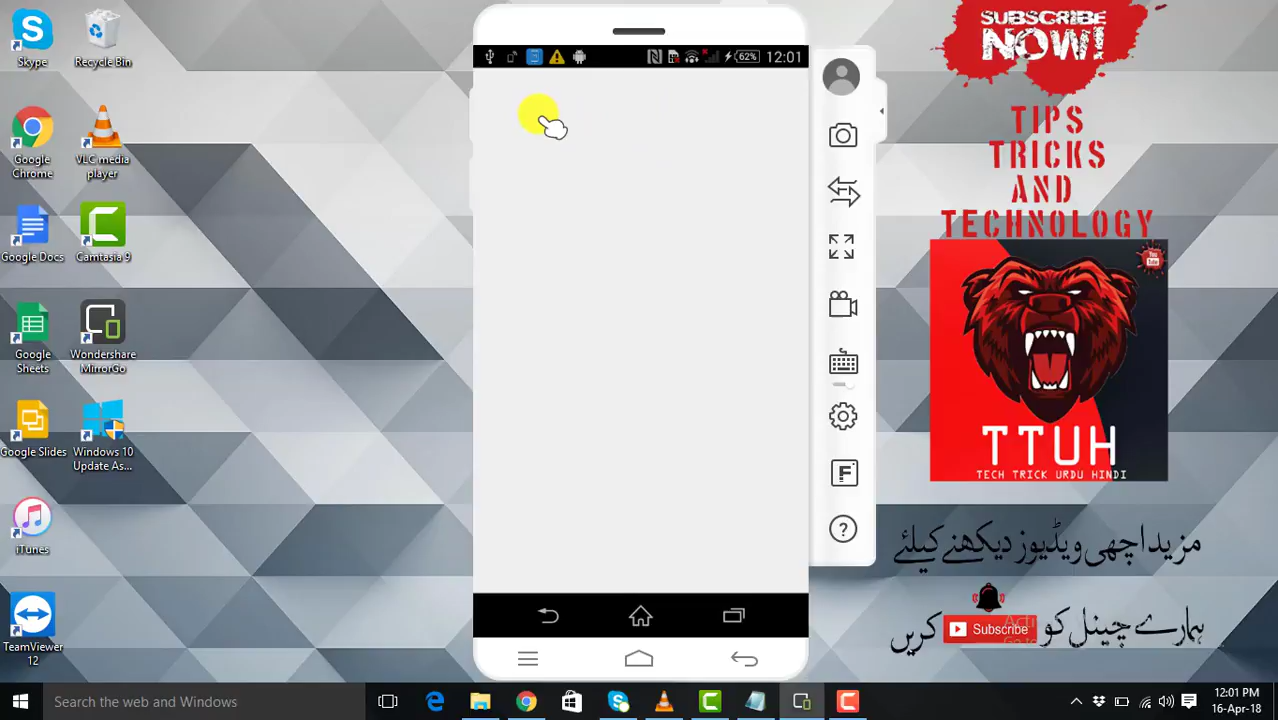 Skype
Recycle Bin
Google Chrome
VLC media player
Google Docs
Camtasia 9
Google Sheets
Wondershare MirrorGo
Google Slides
Windows 10 Update As...
iTunes
TeamViewer 12
62%
12:01
SUBSCRIBE
NOW!
TIPS
TRICKS
AND
TECHNOLOGY
You Tube
TTUH
TECH TRICK URDU HINDI
مزید اچھی ویڈیوز دیکھنے کیلئے
ہمارے چینل کو Subscribe کریں
Search the web and Windows
12:01 PM
16-Apr-18